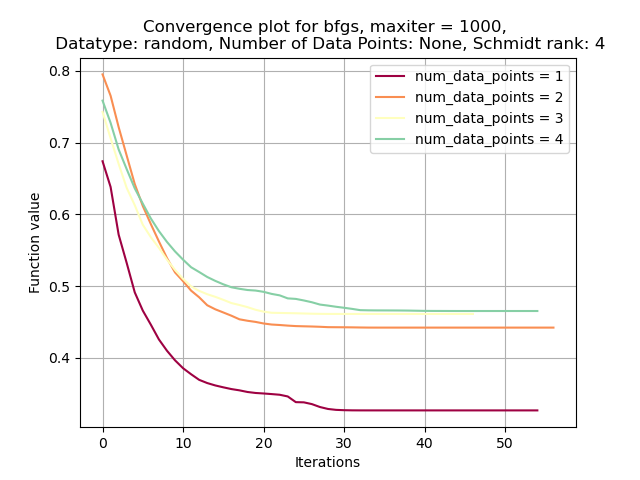 Convergence plot for bfgs, maxiter = 1000,
Datatype: random, Number of Data Points: None, Schmidt rank: 4
num_data_points = 1
num_data_points = 2
num_data_points = 3
num_data_points = 4
Function value
0.8
0.7
0.6
0.5
0.4
0 10 20 30 40 50
Iterations